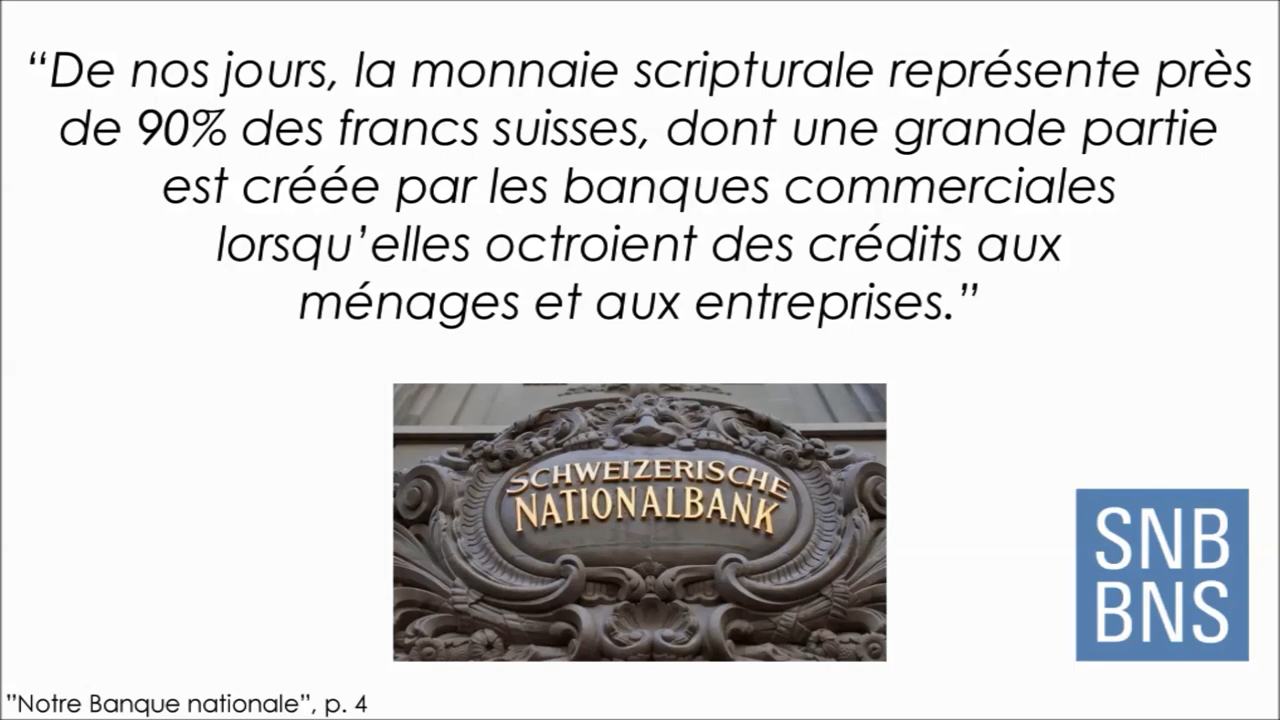 “De nos jours, la monnaie scripturale représente près
de 90% des francs suisses, dont une grande partie
est créée par les banques commerciales
lorsqu’elles octroient des crédits aux
ménages et aux entreprises.”
SCHWEIZERISCHE
NATIONALBANK
SNB
BNS
”Notre Banque nationale”, p. 4